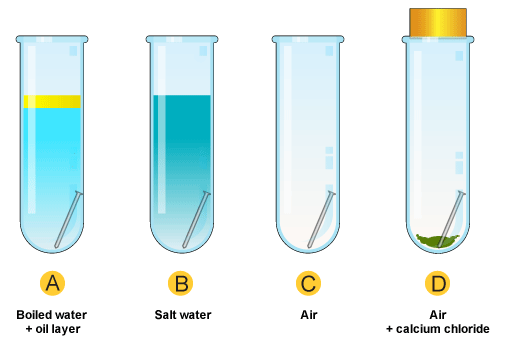 A
B
C
D
Boiled water
+ oil layer
Salt water
Air
Air
+ calcium chloride